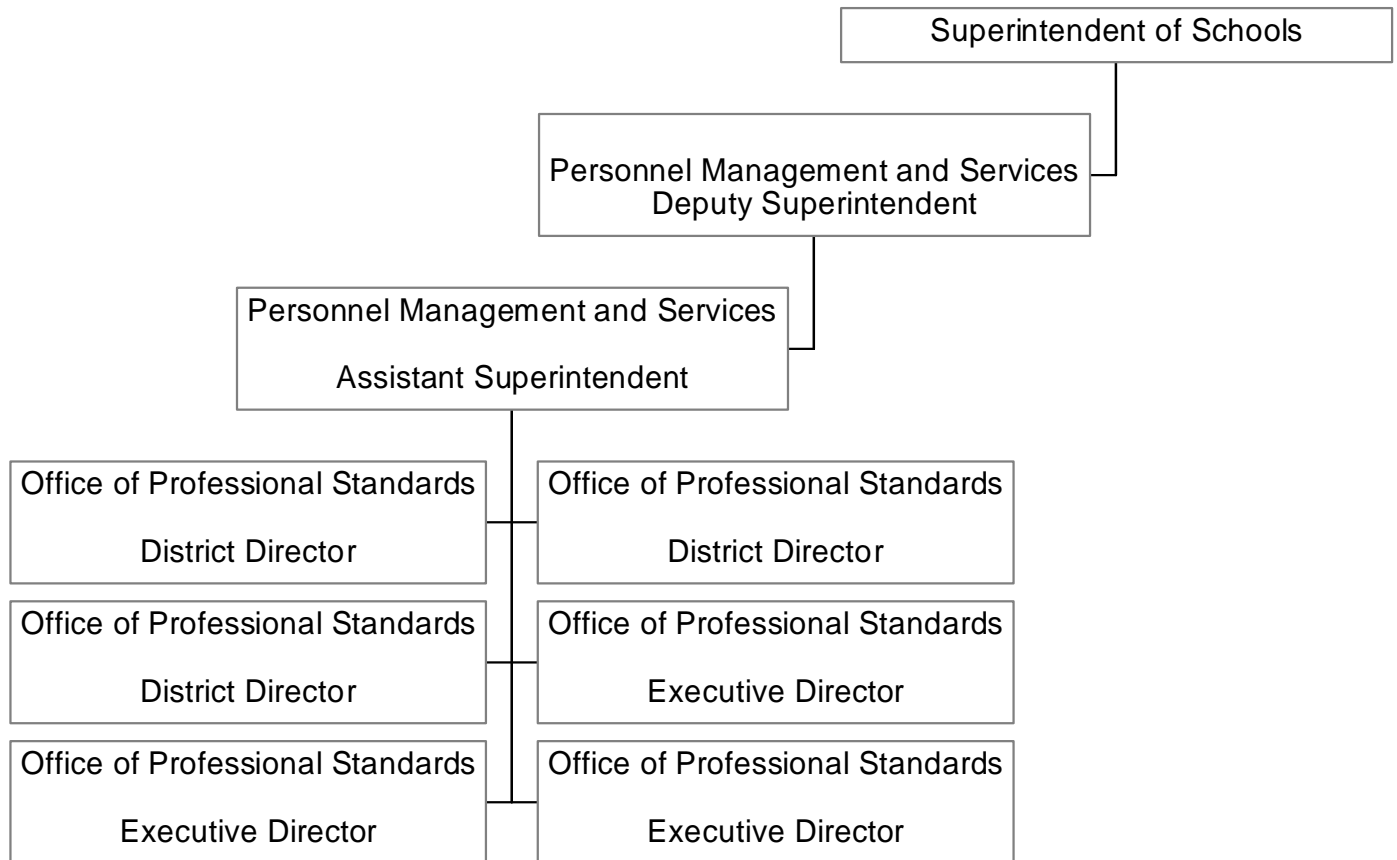 Superintendent of Schools
Personnel Management and Services
Deputy Superintendent
Personnel Management and Services
Assistant Superintendent
Office of Professional Standards
District Director
Office of Professional Standards
District Director
Office of Professional Standards
District Director
Office of Professional Standards
Executive Director
Office of Professional Standards
Executive Director
Office of Professional Standards
Executive Director